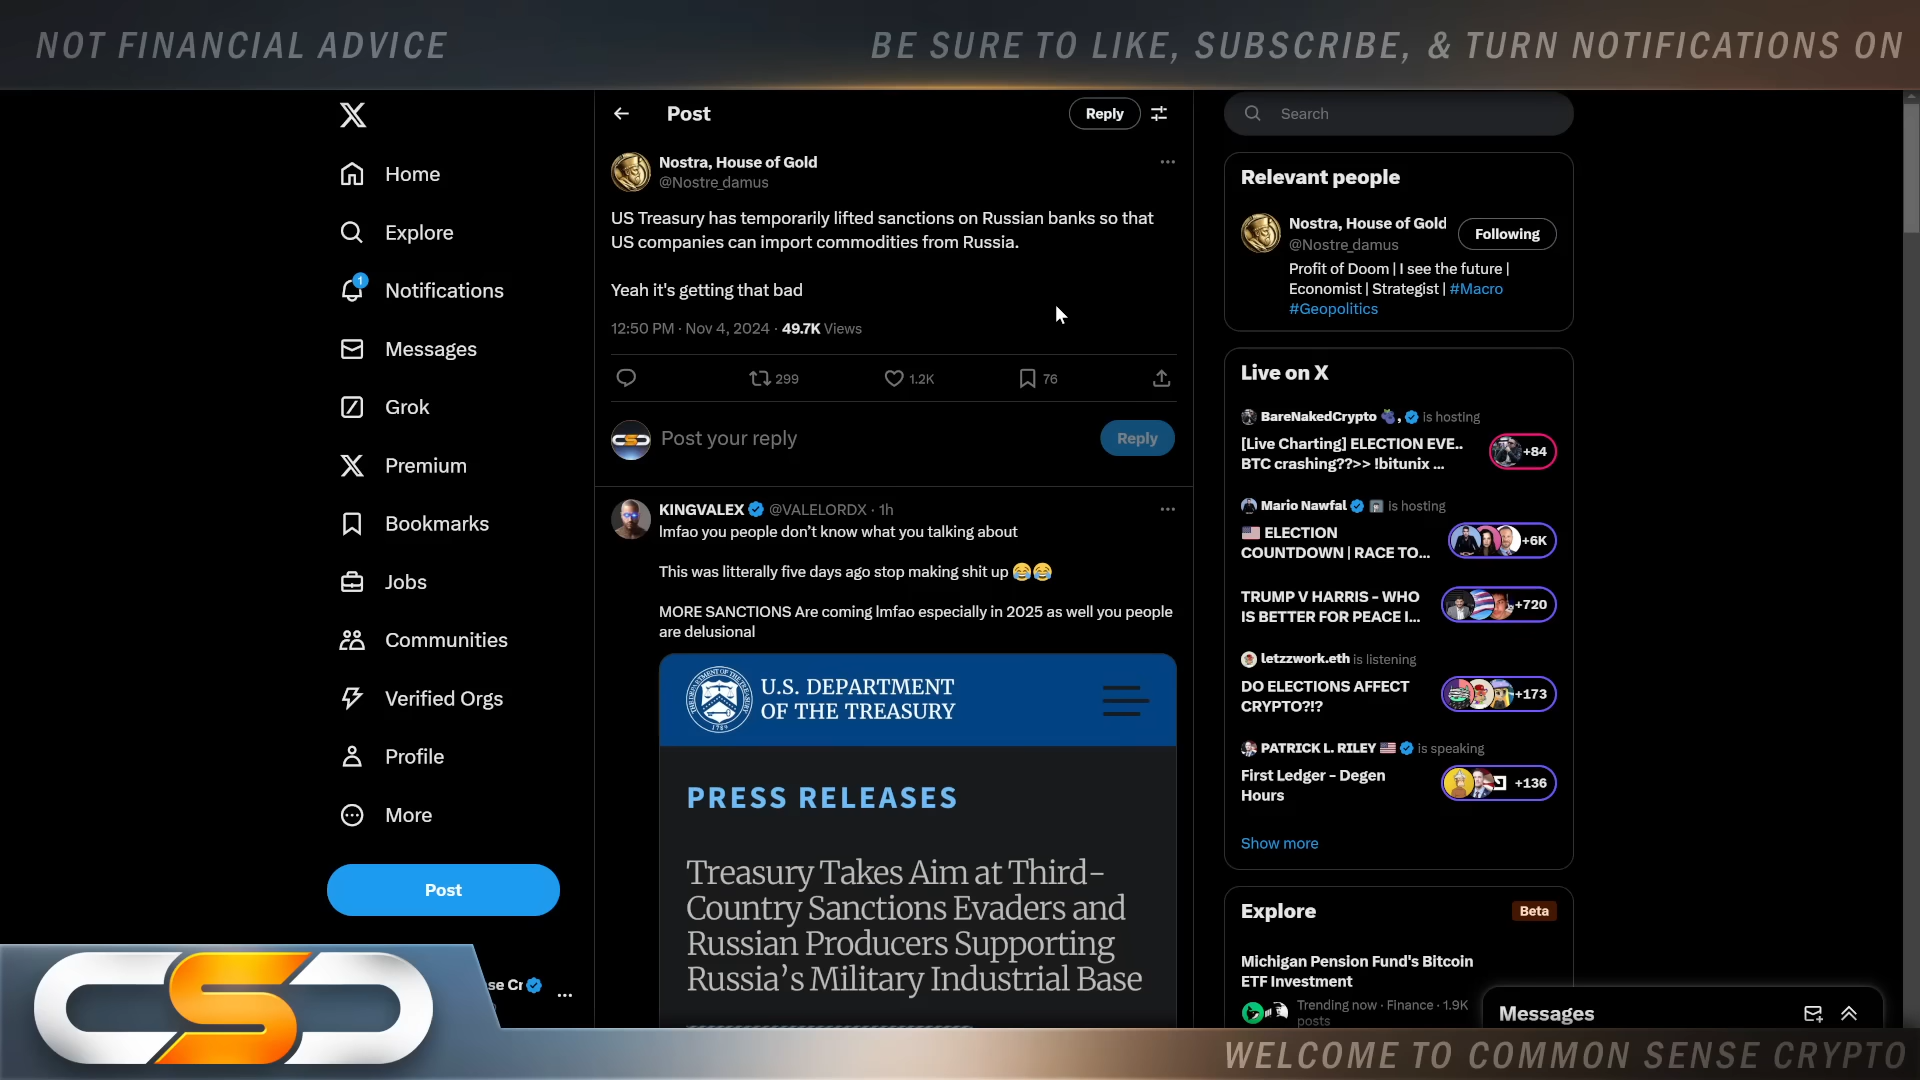 NOT FINANCIAL ADVICE
BE SURE TO LIKE, SUBSCRIBE, & TURN NOTIFICATIONS ON
Home
Explore
1
Notifications
Messages
Grok
Premium
Bookmarks
Jobs
Communities
Verified Orgs
Profile
More
Post
se Cr
Post
Reply
Nostra, House of Gold
@Nostre_damus
US Treasury has temporarily lifted sanctions on Russian banks so that
US companies can import commodities from Russia.
Yeah it's getting that bad
12:50 PM · Nov 4, 2024 · 49.7K Views
299
1.2K
76
Post your reply
Reply
KINGVALEX @VALELORDX · 1h
lmfao you people don’t know what you talking about
This was litterally five days ago stop making shit up 😂😂
MORE SANCTIONS Are coming lmfao especially in 2025 as well you people
are delusional
U.S. DEPARTMENT
OF THE TREASURY
PRESS RELEASES
Treasury Takes Aim at Third-
Country Sanctions Evaders and
Russian Producers Supporting
Russia’s Military Industrial Base
Search
Relevant people
Nostra, House of Gold
@Nostre_damus
Following
Profit of Doom | I see the future |
Economist | Strategist | #Macro
#Geopolitics
Live on X
BareNakedCrypto 🍇, is hosting
[Live Charting] ELECTION EVE..
BTC crashing??>> !bitunix ...
+84
Mario Nawfal is hosting
🇺🇸 ELECTION
COUNTDOWN | RACE TO...
+6K
TRUMP V HARRIS - WHO
IS BETTER FOR PEACE I...
+720
letzzwork.eth is listening
DO ELECTIONS AFFECT
CRYPTO?!?
+173
PATRICK L. RILEY 🇺🇸 is speaking
First Ledger - Degen
Hours
+136
Show more
Explore
Beta
Michigan Pension Fund's Bitcoin
ETF Investment
Trending now · Finance · 1.9K
posts
Messages
CSC
WELCOME TO COMMON SENSE CRYPTO